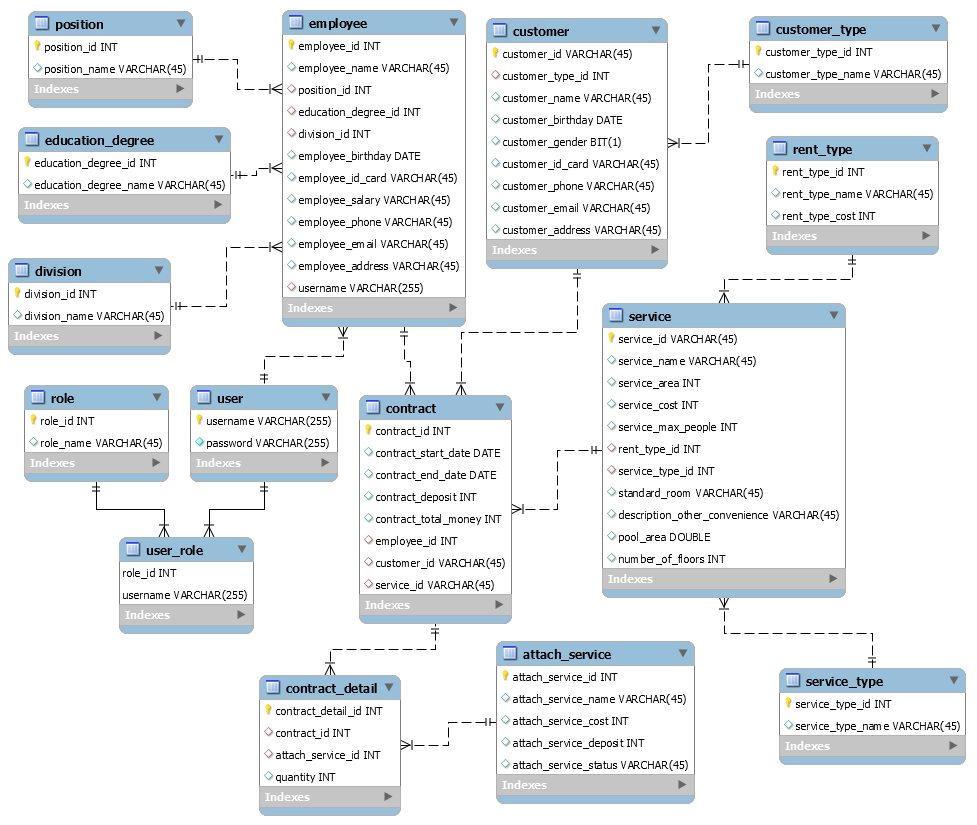 position
position_id INT
position_name VARCHAR(45)
Indexes
employee
employee_id INT
employee_name VARCHAR(45)
position_id INT
education_degree_id INT
division_id INT
employee_birthday DATE
employee_id_card VARCHAR(45)
employee_salary VARCHAR(45)
employee_phone VARCHAR(45)
employee_email VARCHAR(45)
employee_address VARCHAR(45)
username VARCHAR(255)
Indexes
customer
customer_id VARCHAR(45)
customer_type_id INT
customer_name VARCHAR(45)
customer_birthday DATE
customer_gender BIT(1)
customer_id_card VARCHAR(45)
customer_phone VARCHAR(45)
customer_email VARCHAR(45)
customer_address VARCHAR(45)
Indexes
customer_type
customer_type_id INT
customer_type_name VARCHAR(45)
Indexes
education_degree
education_degree_id INT
education_degree_name VARCHAR(45)
Indexes
rent_type
rent_type_id INT
rent_type_name VARCHAR(45)
rent_type_cost INT
Indexes
division
division_id INT
division_name VARCHAR(45)
Indexes
service
service_id VARCHAR(45)
service_name VARCHAR(45)
service_area INT
service_cost INT
service_max_people INT
rent_type_id INT
service_type_id INT
standard_room VARCHAR(45)
description_other_convenience VARCHAR(45)
pool_area DOUBLE
number_of_floors INT
Indexes
role
role_id INT
role_name VARCHAR(45)
Indexes
user
username VARCHAR(255)
password VARCHAR(255)
Indexes
contract
contract_id INT
contract_start_date DATE
contract_end_date DATE
contract_deposit INT
contract_total_money INT
employee_id INT
customer_id VARCHAR(45)
service_id VARCHAR(45)
Indexes
user_role
role_id INT
username VARCHAR(255)
Indexes
contract_detail
contract_detail_id INT
contract_id INT
attach_service_id INT
quantity INT
Indexes
attach_service
attach_service_id INT
attach_service_name VARCHAR(45)
attach_service_cost INT
attach_service_deposit INT
attach_service_status VARCHAR(45)
Indexes
service_type
service_type_id INT
service_type_name VARCHAR(45)
Indexes